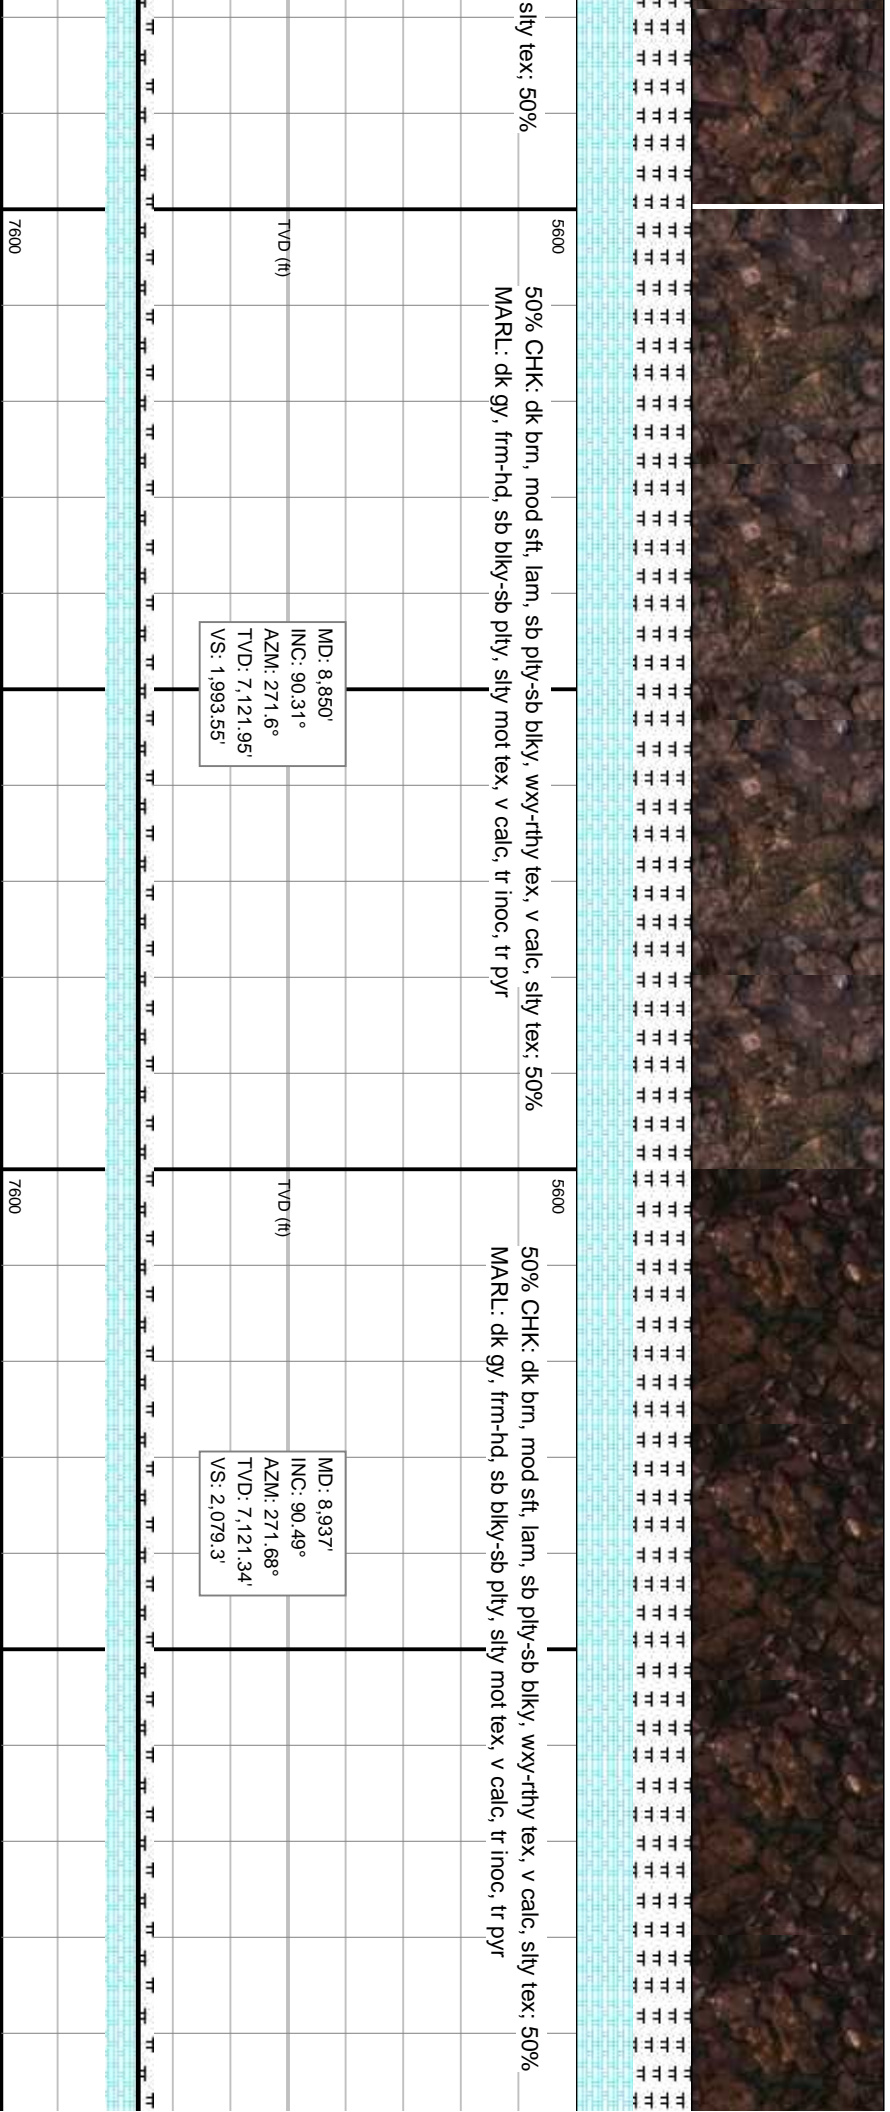 slty tex; 50%
5600
TVD (ft)
7600
50% CHK: dk brn, mod sft, lam, sb plty-sb blky, wxy-rthy tex, v calc, slty tex; 50%
MARL: dk gy, frm-hd, sb blky-sb plty, slty mot tex, v calc, tr inoc, tr pyr
MD: 8,850'
INC: 90.31°
AZM: 271.6°
TVD: 7,121.95'
VS: 1,993.55'
5600
TVD (ft)
7600
50% CHK: dk brn, mod sft, lam, sb plty-sb blky, wxy-rthy tex, v calc, slty tex; 50%
MARL: dk gy, frm-hd, sb blky-sb plty, slty mot tex, v calc, tr inoc, tr pyr
MD: 8,937'
INC: 90.49°
AZM: 271.68°
TVD: 7,121.34'
VS: 2,079.3'